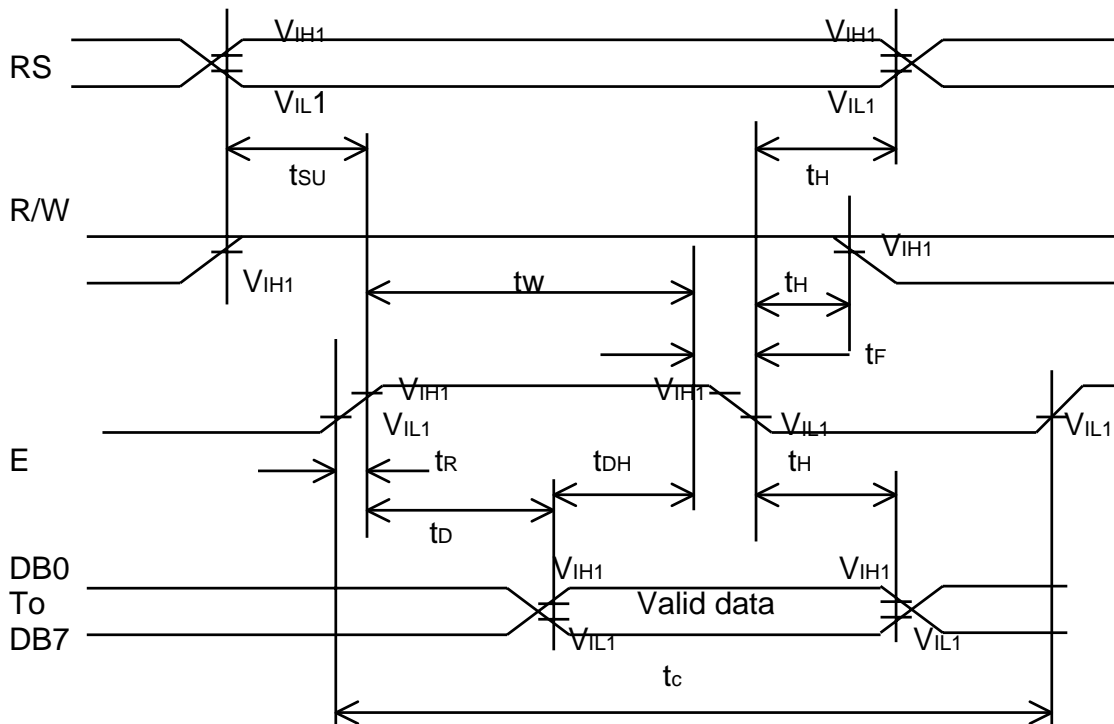 VIH1 VIH1
RS
VIL1 VIL1
tSU tH
R/W
VIH1
VIH1 tW tH
tF
VIH1 VIH1
VIL1 VIL1 VIL1
E
tR tDH tH
tD
DB0 VIH1 VIH1
To Valid data
DB7 VIL1 VIL1
tc